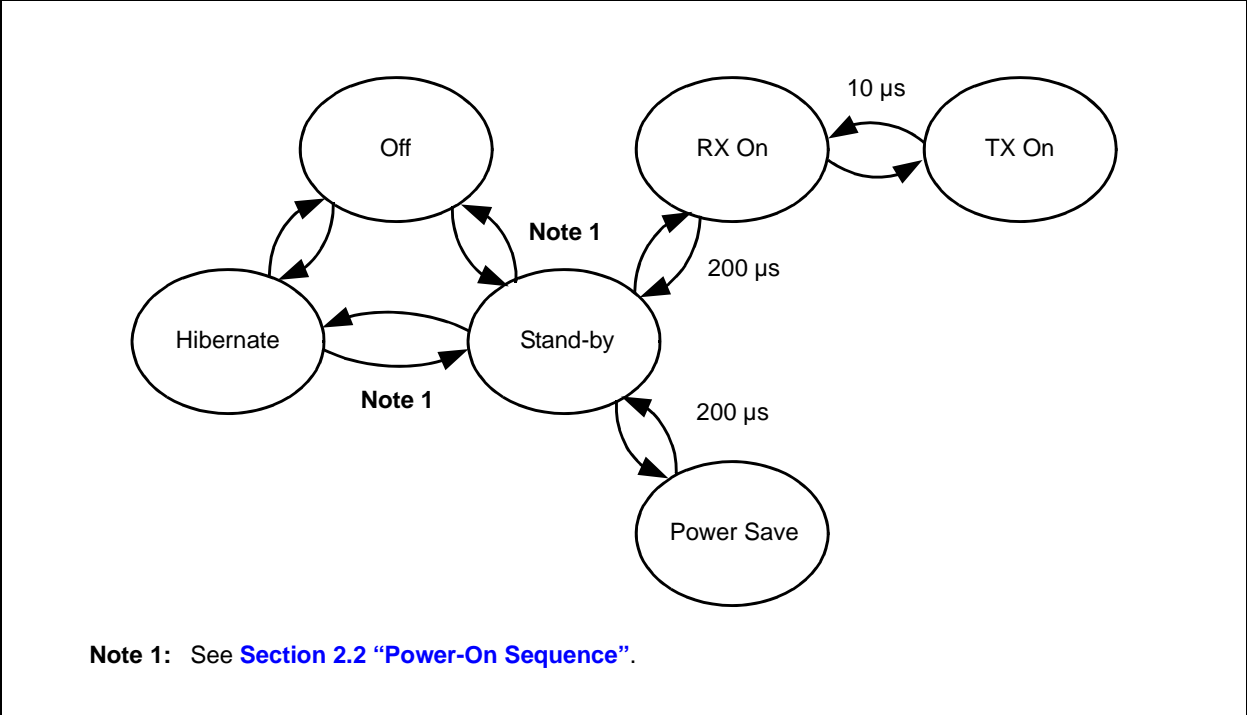 10 µs
Off
RX On
TX On
Note 1
200 µs
Hibernate
Stand-by
Note 1
200 µs
Power Save
Note 1: See Section 2.2 “Power-On Sequence”.